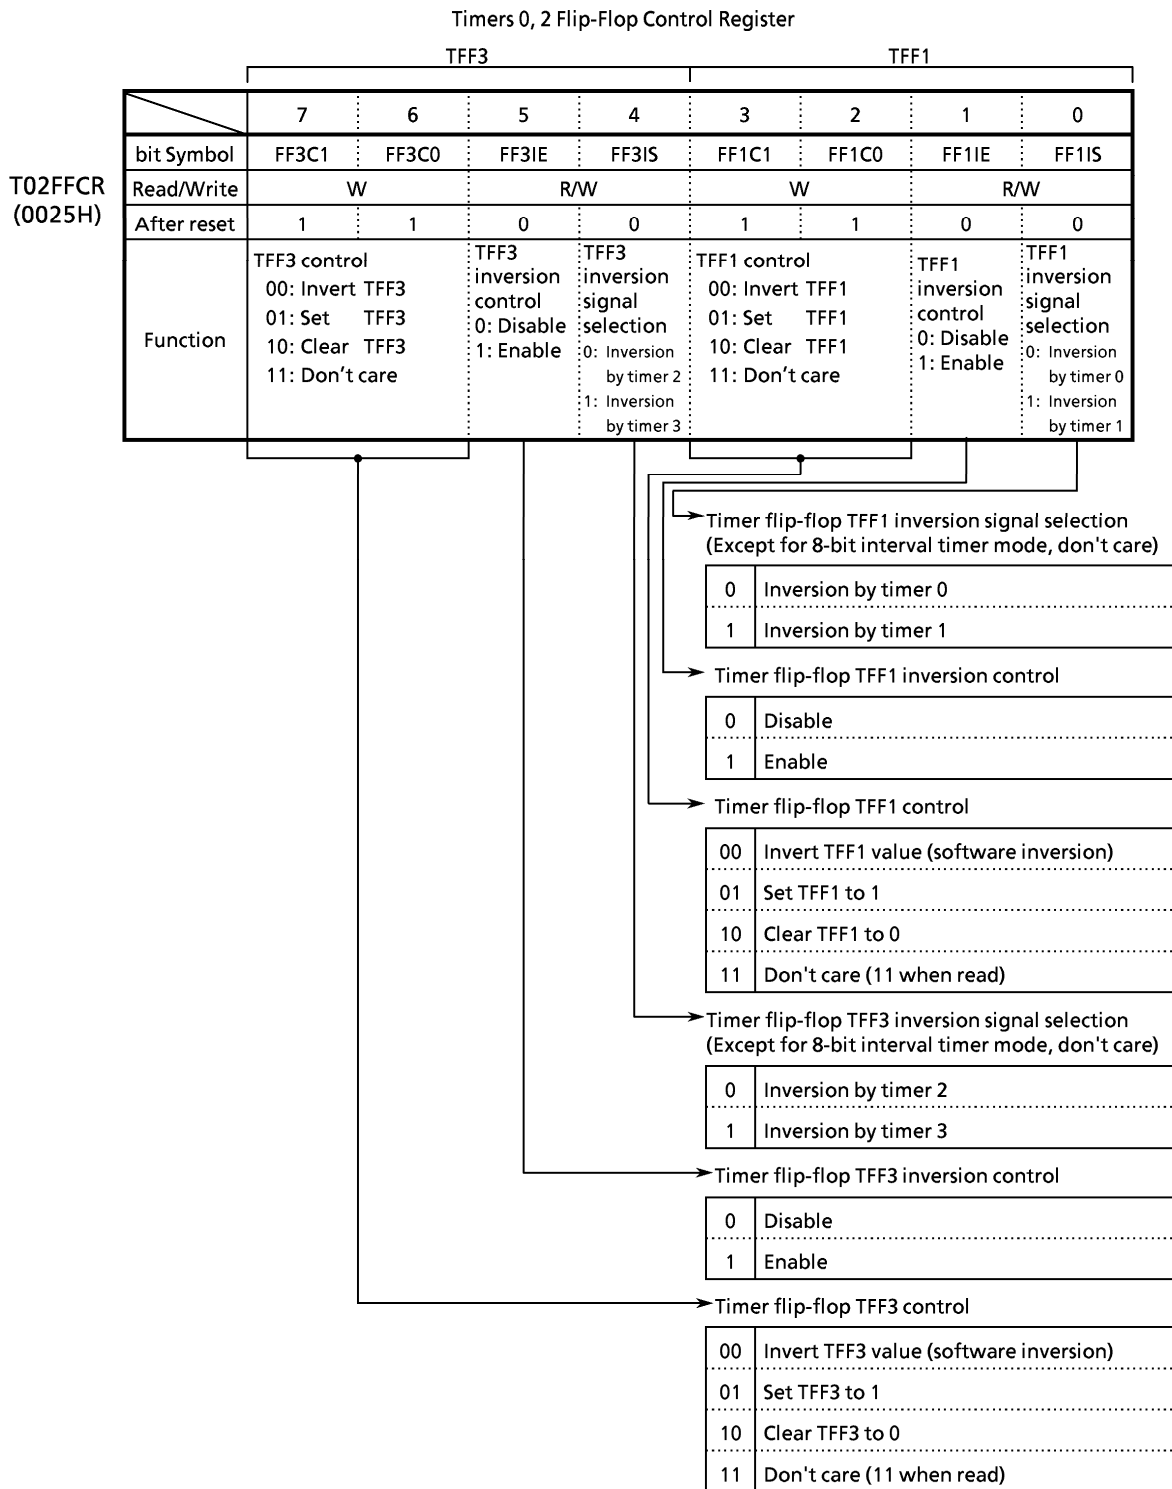 Timers 0, 2 Flip-Flop Control Register
TFF3 TFF1
7 6 5 4 3 2 1 0
bit Symbol FF3C1 FF3C0 FF3IE FF3IS FF1C1 FF1C0 FF1IE FF1IS
T02FFCR
(0025H)
Read/Write W R/W W R/W
After reset 1 1 0 0 1 1 0 0
Function
TFF3 control
00: Invert TFF3
01: Set TFF3
10: Clear TFF3
11: Don't care
TFF3
inversion
control
0: Disable
1: Enable
TFF3
inversion
signal
selection
0: Inversion
by timer 2
1: Inversion
by timer 3
TFF1 control
00: Invert TFF1
01: Set TFF1
10: Clear TFF1
11: Don't care
TFF1
inversion
control
0: Disable
1: Enable
TFF1
inversion
signal
selection
0: Inversion
by timer 0
1: Inversion
by timer 1
Timer flip-flop TFF1 inversion signal selection
(Except for 8-bit interval timer mode, don't care)
0 Inversion by timer 0
1 Inversion by timer 1
Timer flip-flop TFF1 inversion control
0 Disable
1 Enable
Timer flip-flop TFF1 control
00 Invert TFF1 value (software inversion)
01 Set TFF1 to 1
10 Clear TFF1 to 0
11 Don't care (11 when read)
Timer flip-flop TFF3 inversion signal selection
(Except for 8-bit interval timer mode, don't care)
0 Inversion by timer 2
1 Inversion by timer 3
Timer flip-flop TFF3 inversion control
0 Disable
1 Enable
Timer flip-flop TFF3 control
00 Invert TFF3 value (software inversion)
01 Set TFF3 to 1
10 Clear TFF3 to 0
11 Don't care (11 when read)